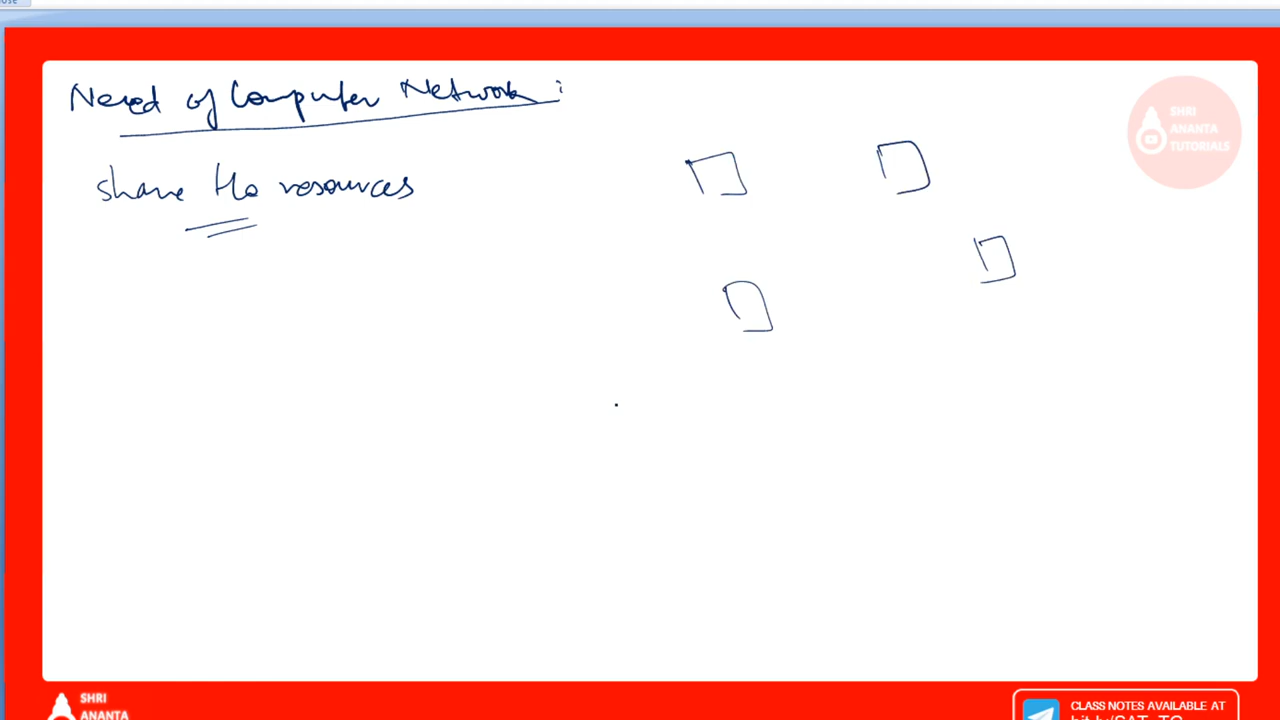 Need of Computer Network :
share the resources
SHRI
ANANTA
TUTORIALS
SHRI
ANANTA
CLASS NOTES AVAILABLE AT